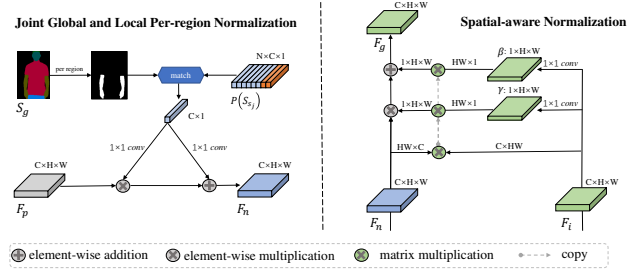 Joint Global and Local Per-region Normalization
Spatial-aware Normalization
S_g
per region
match
N×C×1
P(S_{s_j})
C×1
1×1 conv
1×1 conv
C×H×W
F_p
C×H×W
F_n
C×H×W
F_g
1×H×W
HW×1
β: 1×H×W
1×1 conv
1×H×W
HW×1
γ: 1×H×W
1×1 conv
HW×C
C×HW
C×H×W
F_n
C×H×W
F_i
element-wise addition
element-wise multiplication
matrix multiplication
copy